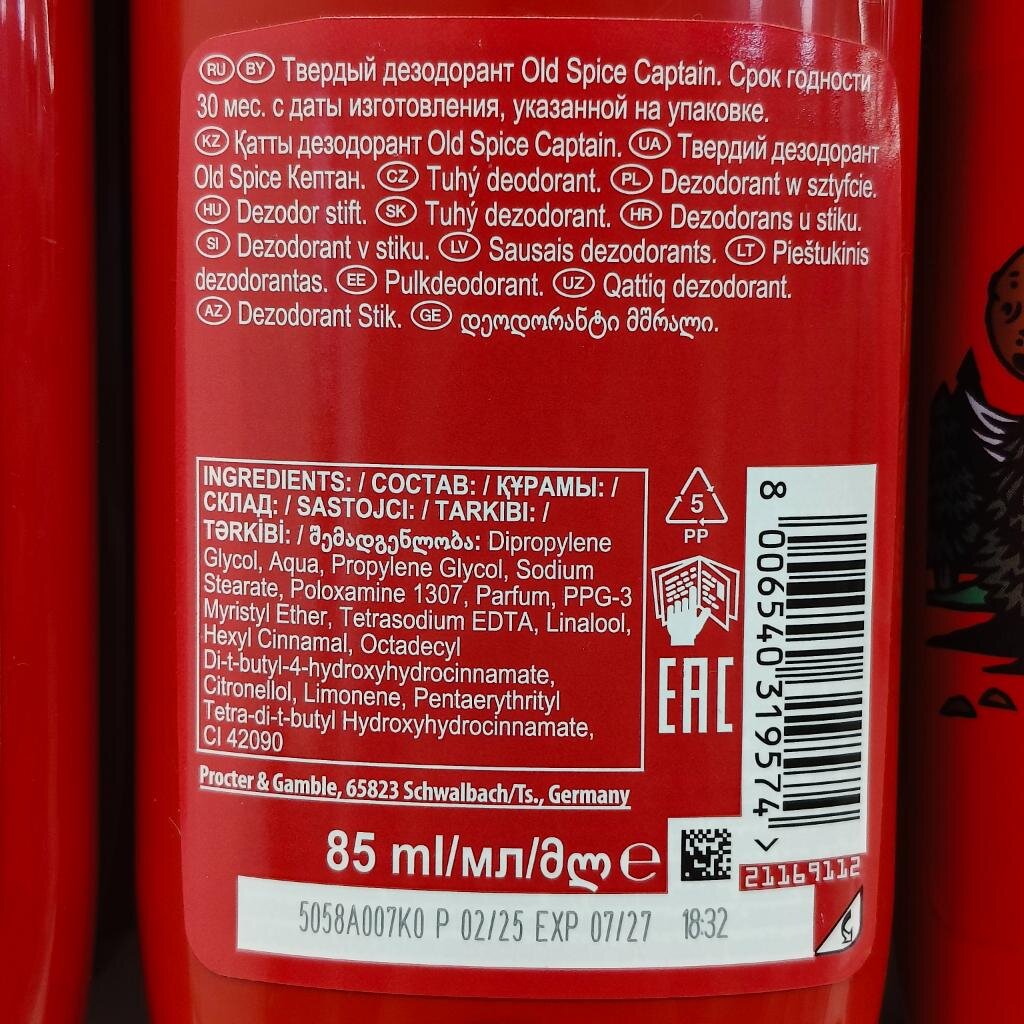 RU BY Твердый дезодорант Old Spice Captain. Срок годности
30 мес. с даты изготовления, указанной на упаковке.
KZ Қатты дезодорант Old Spice Captain. UA Твердий дезодорант
Old Spice Кептан. CZ Tuhý deodorant. PL Dezodorant w sztyfcie.
HU Dezodor stift. SK Tuhý dezodorant. HR Dezodorans u stiku.
SI Dezodorant v stiku. LV Sausais dezodorants. LT Pieštukinis
dezodorantas. EE Pulkdeodorant. UZ Qattiq dezodorant.
AZ Dezodorant Stik. GE დეოდორანტი მშრალი.
INGREDIENTS: / СОСТАВ: / ҚҰРАМЫ: /
СКЛАД: / SASTOJCI: / TARKIBI: /
TƏRKİBİ: / შემადგენლობა: Dipropylene
Glycol, Aqua, Propylene Glycol, Sodium
Stearate, Poloxamine 1307, Parfum, PPG-3
Myristyl Ether, Tetrasodium EDTA, Linalool,
Hexyl Cinnamal, Octadecyl
Di-t-butyl-4-hydroxyhydrocinnamate,
Citronellol, Limonene, Pentaerythrityl
Tetra-di-t-butyl Hydroxyhydrocinnamate,
CI 42090
5
PP
EAC
8 006540 319574 >
Procter & Gamble, 65823 Schwalbach/Ts., Germany
85 ml/мл/მლ ℮
21169112
5058A007K0 P 02/25 EXP 07/27 18:32